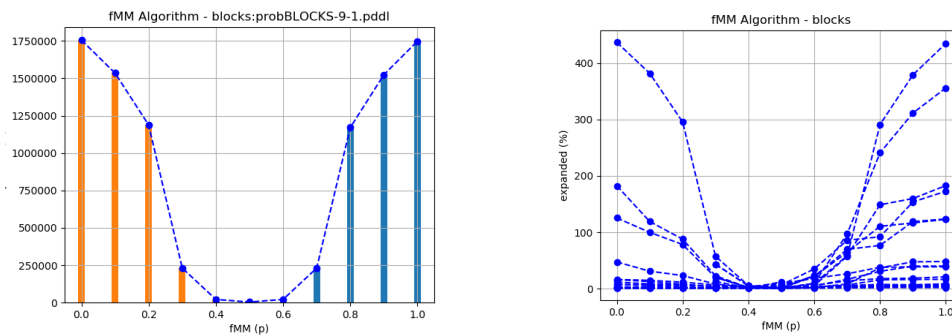 fMM Algorithm - blocks:probBLOCKS-9-1.pddl
1750000
1500000
1250000
1000000
750000
500000
250000
0
0.0 0.2 0.4 0.6 0.8 1.0
fMM (p)
fMM Algorithm - blocks
expanded (%)
400
300
200
100
0
0.0 0.2 0.4 0.6 0.8
fMM (p)